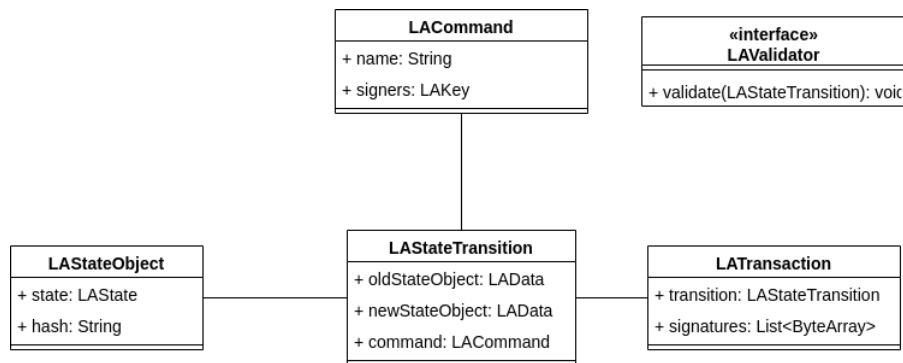 LACommand
+ name: String
+ signers: LAKey
«interface»
LAValidator
+ validate(LAStateTransition): void
LAStateObject
+ state: LAState
+ hash: String
LAStateTransition
+ oldStateObject: LAData
+ newStateObject: LAData
+ command: LACommand
LATransaction
+ transition: LAStateTransition
+ signatures: List<ByteArray>